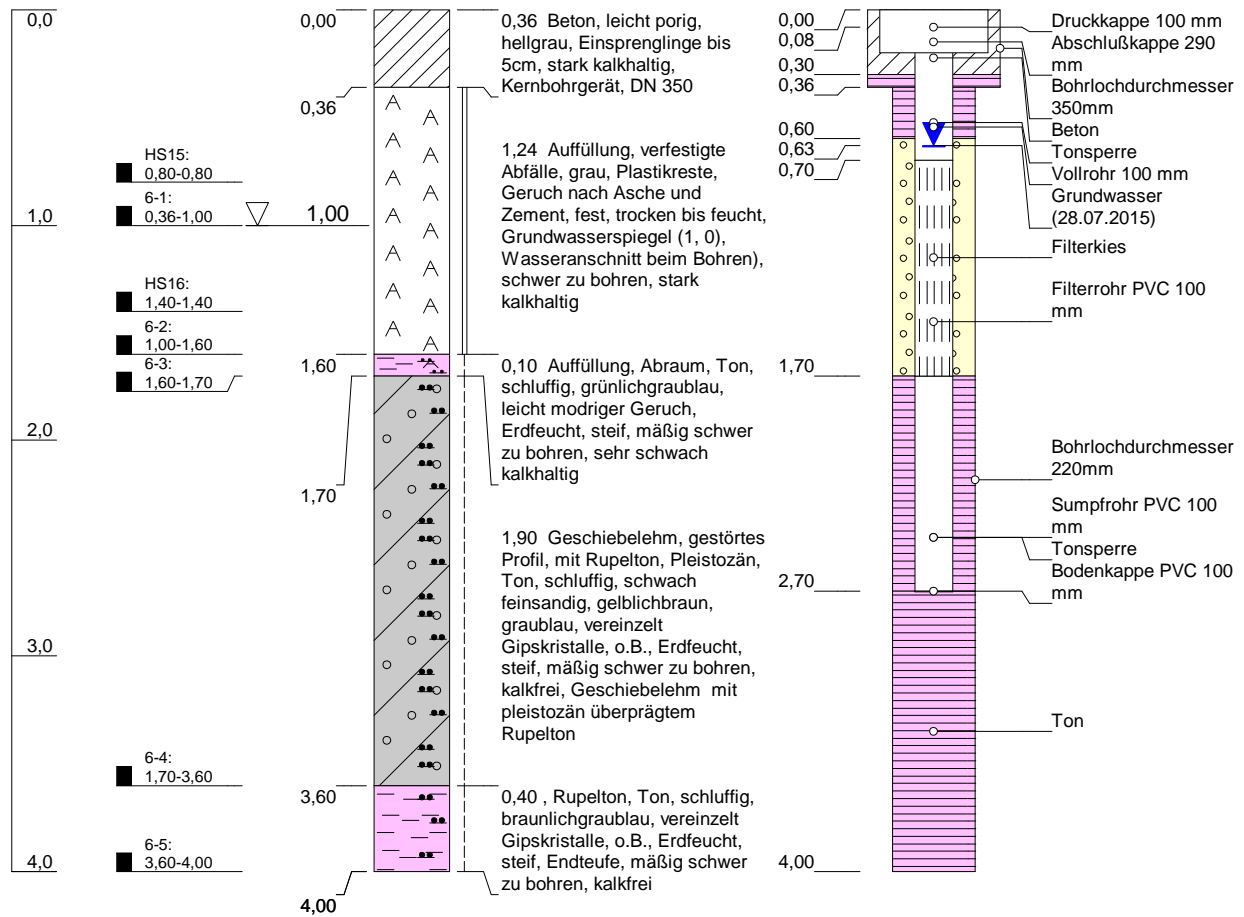 0,0
1,0
2,0
3,0
4,0
HS15:
0,80-0,80
6-1:
0,36-1,00
HS16:
1,40-1,40
6-2:
1,00-1,60
6-3:
1,60-1,70
6-4:
1,70-3,60
6-5:
3,60-4,00
0,00
0,36
1,00
1,60
1,70
3,60
4,00
0,36 Beton, leicht porig,
hellgrau, Einsprenglinge bis
5cm, stark kalkhaltig,
Kernbohrgerät, DN 350
1,24 Auffüllung, verfestigte
Abfälle, grau, Plastikreste,
Geruch nach Asche und
Zement, fest, trocken bis feucht,
Grundwasserspiegel (1, 0),
Wasseranschnitt beim Bohren),
schwer zu bohren, stark
kalkhaltig
0,10 Auffüllung, Abraum, Ton,
schluffig, grünlichgraublau,
leicht modriger Geruch,
Erdfeucht, steif, mäßig schwer
zu bohren, sehr schwach
kalkhaltig
1,90 Geschiebelehm, gestörtes
Profil, mit Rupelton, Pleistozän,
Ton, schluffig, schwach
feinsandig, gelblichbraun,
graublau, vereinzelt
Gipskristalle, o.B., Erdfeucht,
steif, mäßig schwer zu bohren,
kalkfrei, Geschiebelehm mit
pleistozän überprägtem
Rupelton
0,40 , Rupelton, Ton, schluffig,
braunlichgraublau, vereinzelt
Gipskristalle, o.B., Erdfeucht,
steif, Endteufe, mäßig schwer
zu bohren, kalkfrei
0,00
0,08
0,30
0,36
0,60
0,63
0,70
1,70
2,70
4,00
Druckkappe 100 mm
Abschlußkappe 290
mm
Bohrlochdurchmesser
350mm
Beton
Tonsperre
Vollrohr 100 mm
Grundwasser
(28.07.2015)
Filterkies
Filterrohr PVC 100
mm
Bohrlochdurchmesser
220mm
Sumpfrohr PVC 100
mm
Tonsperre
Bodenkappe PVC 100
mm
Ton